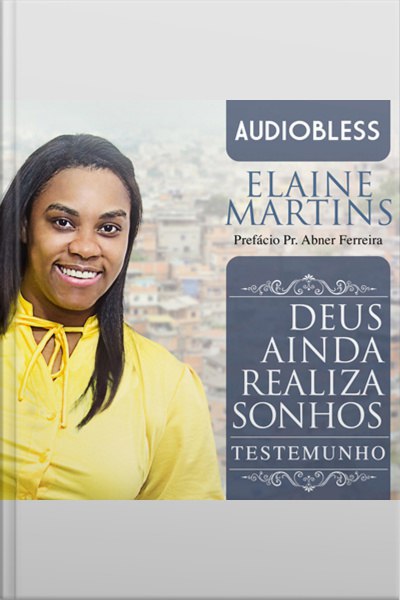 AUDIOBLESS
ELAINE
MARTINS
Prefácio Pr. Abner Ferreira
DEUS
AINDA
REALIZA
SONHOS
TESTEMUNHO